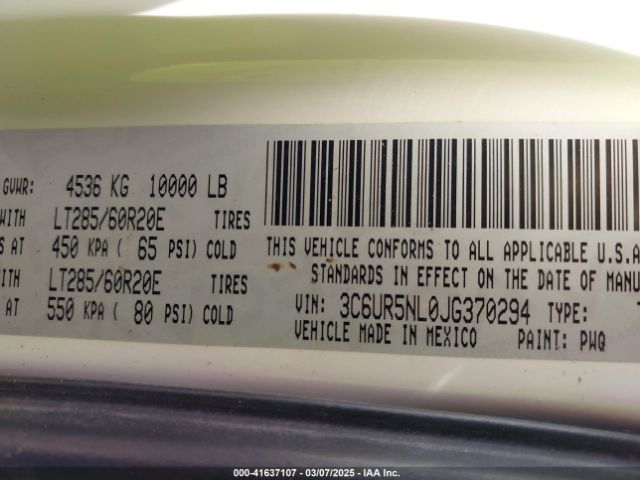 GVWR: 4536 KG 10000 LB
WITH LT285/60R20E TIRES
S AT 450 KPA ( 65 PSI) COLD
WITH LT285/60R20E TIRES
AT 550 KPA ( 80 PSI) COLD
THIS VEHICLE CONFORMS TO ALL APPLICABLE U.S.A
STANDARDS IN EFFECT ON THE DATE OF MANU
VIN: 3C6UR5NL0JG370294 TYPE:
VEHICLE MADE IN MEXICO PAINT: PWQ
000-41637107 - 03/07/2025 - IAA Inc.